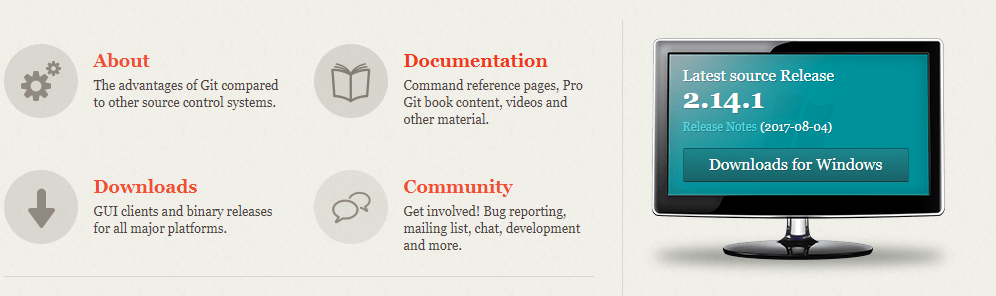 About
The advantages of Git compared
to other source control systems.
Documentation
Command reference pages, Pro
Git book content, videos and
other material.
Downloads
GUI clients and binary releases
for all major platforms.
Community
Get involved! Bug reporting,
mailing list, chat, development
and more.
Latest source Release
2.14.1
Release Notes (2017-08-04)
Downloads for Windows